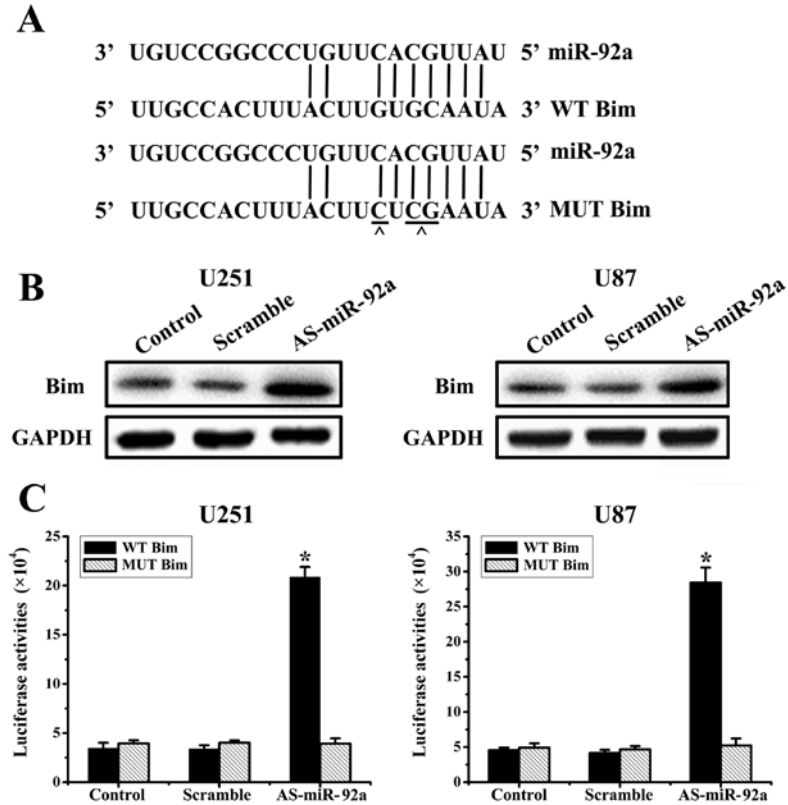 A
3’ UGUCCGGCCCUGUUCACGUUAU 5’ miR-92a
5’ UUGCCACUUUACUUGUGCAAUA 3’ WT Bim
3’ UGUCCGGCCCUGUUCACGUUAU 5’ miR-92a
5’ UUGCCACUUUACUUCUCGAAUA 3’ MUT Bim
^ ^
B
U251
Control Scramble AS-miR-92a
Bim
GAPDH
U87
Control Scramble AS-miR-92a
Bim
GAPDH
C
U251
Luciferase activities (×10⁴)
25
20
15
10
5
0
WT Bim
MUT Bim
*
Control Scramble AS-miR-92a
U87
Luciferase activities (×10⁴)
35
30
25
20
15
10
5
0
WT Bim
MUT Bim
*
Control Scramble AS-miR-92a